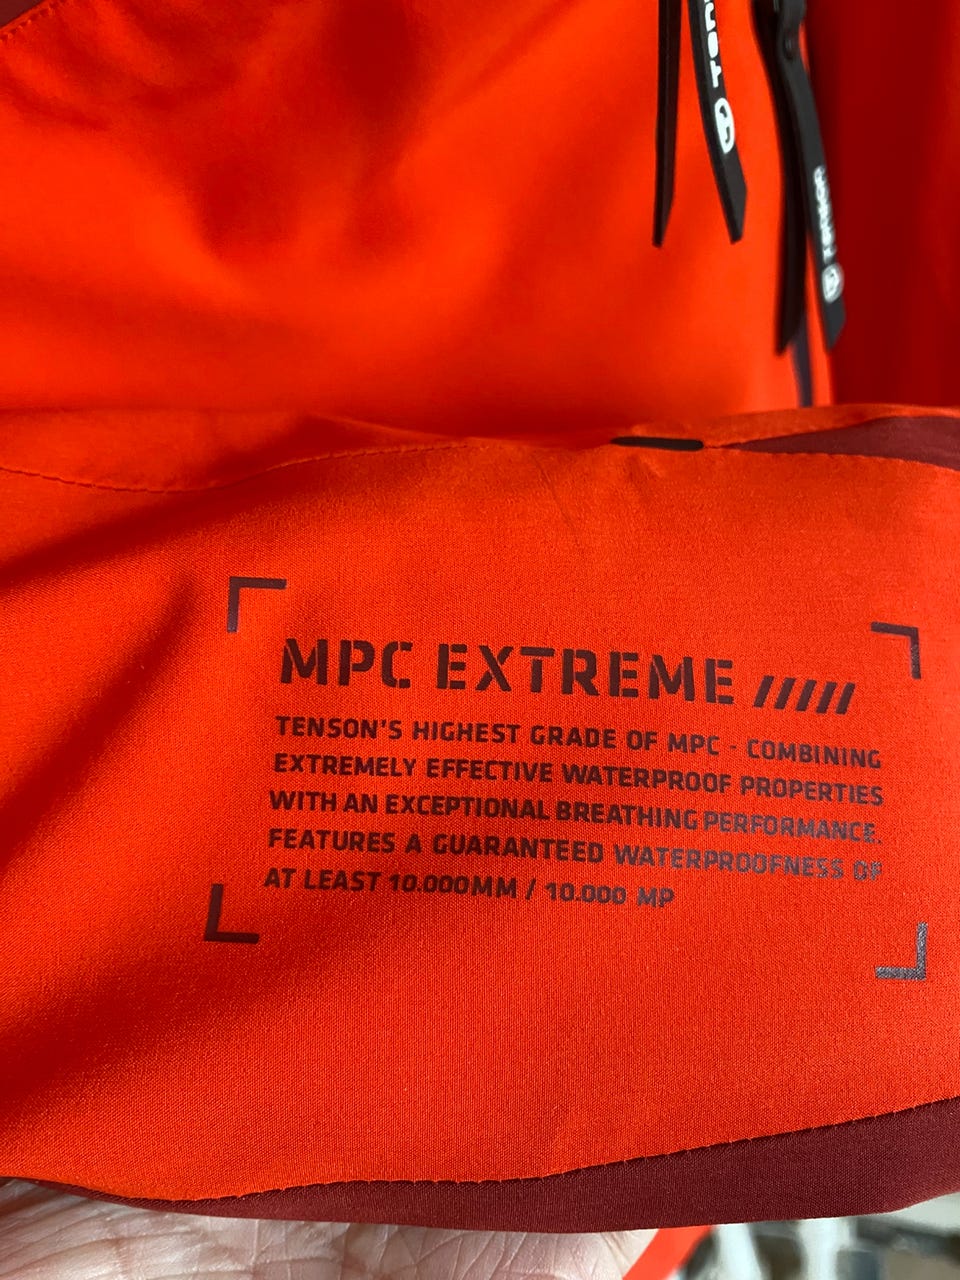 MPC EXTREME /////
TENSON'S HIGHEST GRADE OF MPC - COMBINING
EXTREMELY EFFECTIVE WATERPROOF PROPERTIES
WITH AN EXCEPTIONAL BREATHING PERFORMANCE.
FEATURES A GUARANTEED WATERPROOFNESS OF
AT LEAST 10.000MM / 10.000 MP